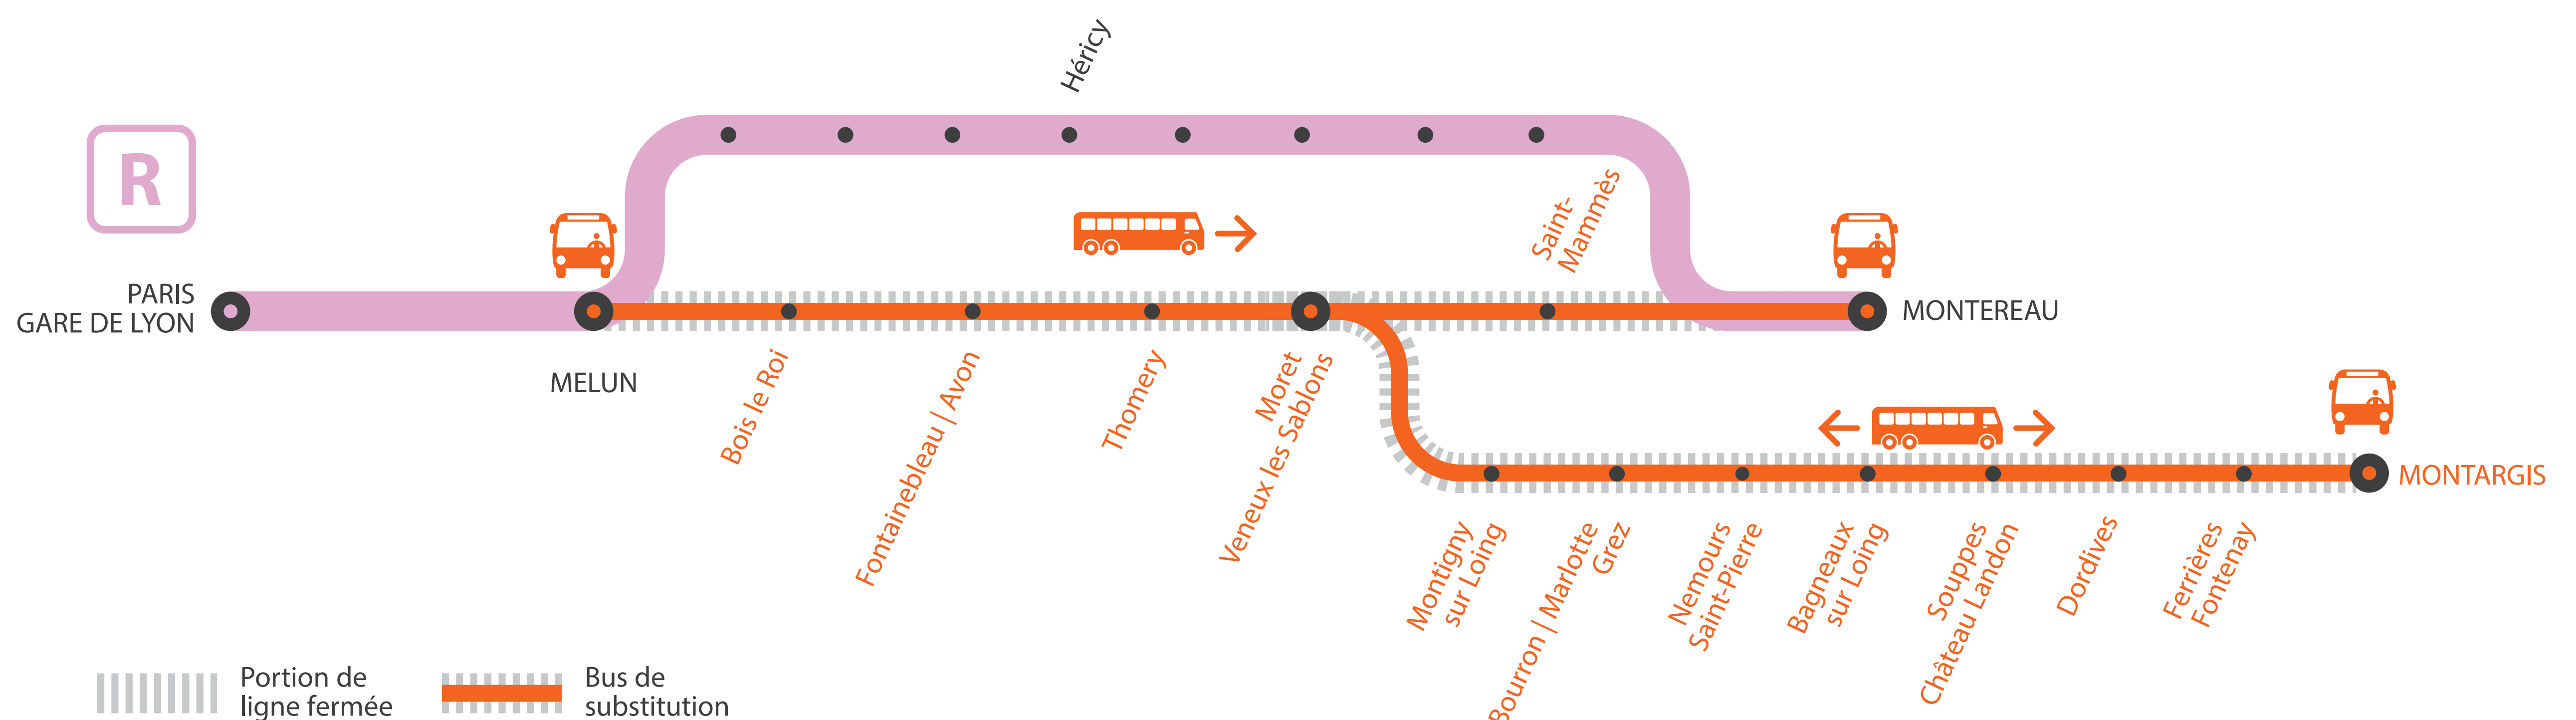 Héricy
R
PARIS
GARE DE LYON
MELUN
Saint-
Mammès
MONTEREAU
Bois le Roi
Fontainebleau | Avon
Thomery
Moret
Veneux les Sablons
MONTARGIS
Montigny
sur Loing
Bourron | Marlotte
Grez
Nemours
Saint-Pierre
Bagneaux
sur Loing
Souppes
Château Landon
Dordives
Ferrières
Fontenay
Portion de
ligne fermée
Bus de
substitution